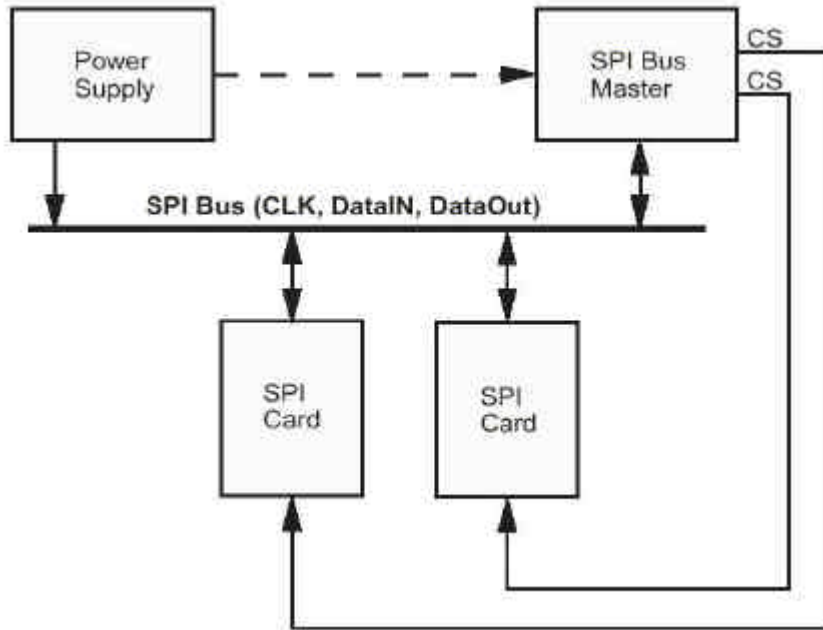 Power
Supply
SPI Bus
Master
CS
CS
SPI Bus (CLK, DataIN, DataOut)
SPI
Card
SPI
Card